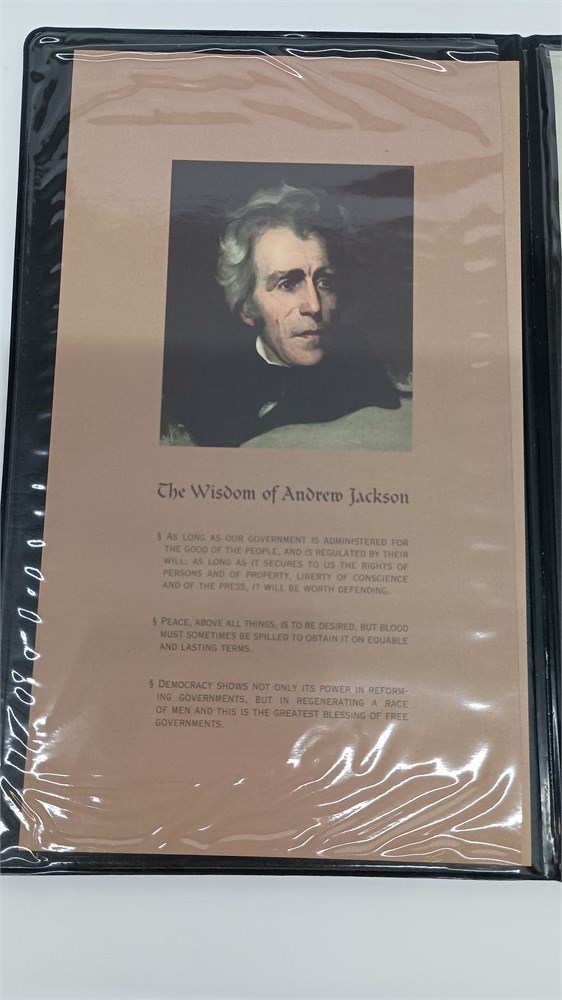 The Wisdom of Andrew Jackson
§ AS LONG AS OUR GOVERNMENT IS ADMINISTERED FOR
THE GOOD OF THE PEOPLE, AND IS REGULATED BY THEIR
WILL; AS LONG AS IT SECURES TO US THE RIGHTS OF
PERSONS AND OF PROPERTY, LIBERTY OF CONSCIENCE
AND OF THE PRESS, IT WILL BE WORTH DEFENDING.
§ PEACE, ABOVE ALL THINGS, IS TO BE DESIRED, BUT BLOOD
MUST SOMETIMES BE SPILLED TO OBTAIN IT ON EQUABLE
AND LASTING TERMS.
§ DEMOCRACY SHOWS NOT ONLY ITS POWER IN REFORM-
ING GOVERNMENTS, BUT IN REGENERATING A RACE
OF MEN AND THIS IS THE GREATEST BLESSING OF FREE
GOVERNMENTS.